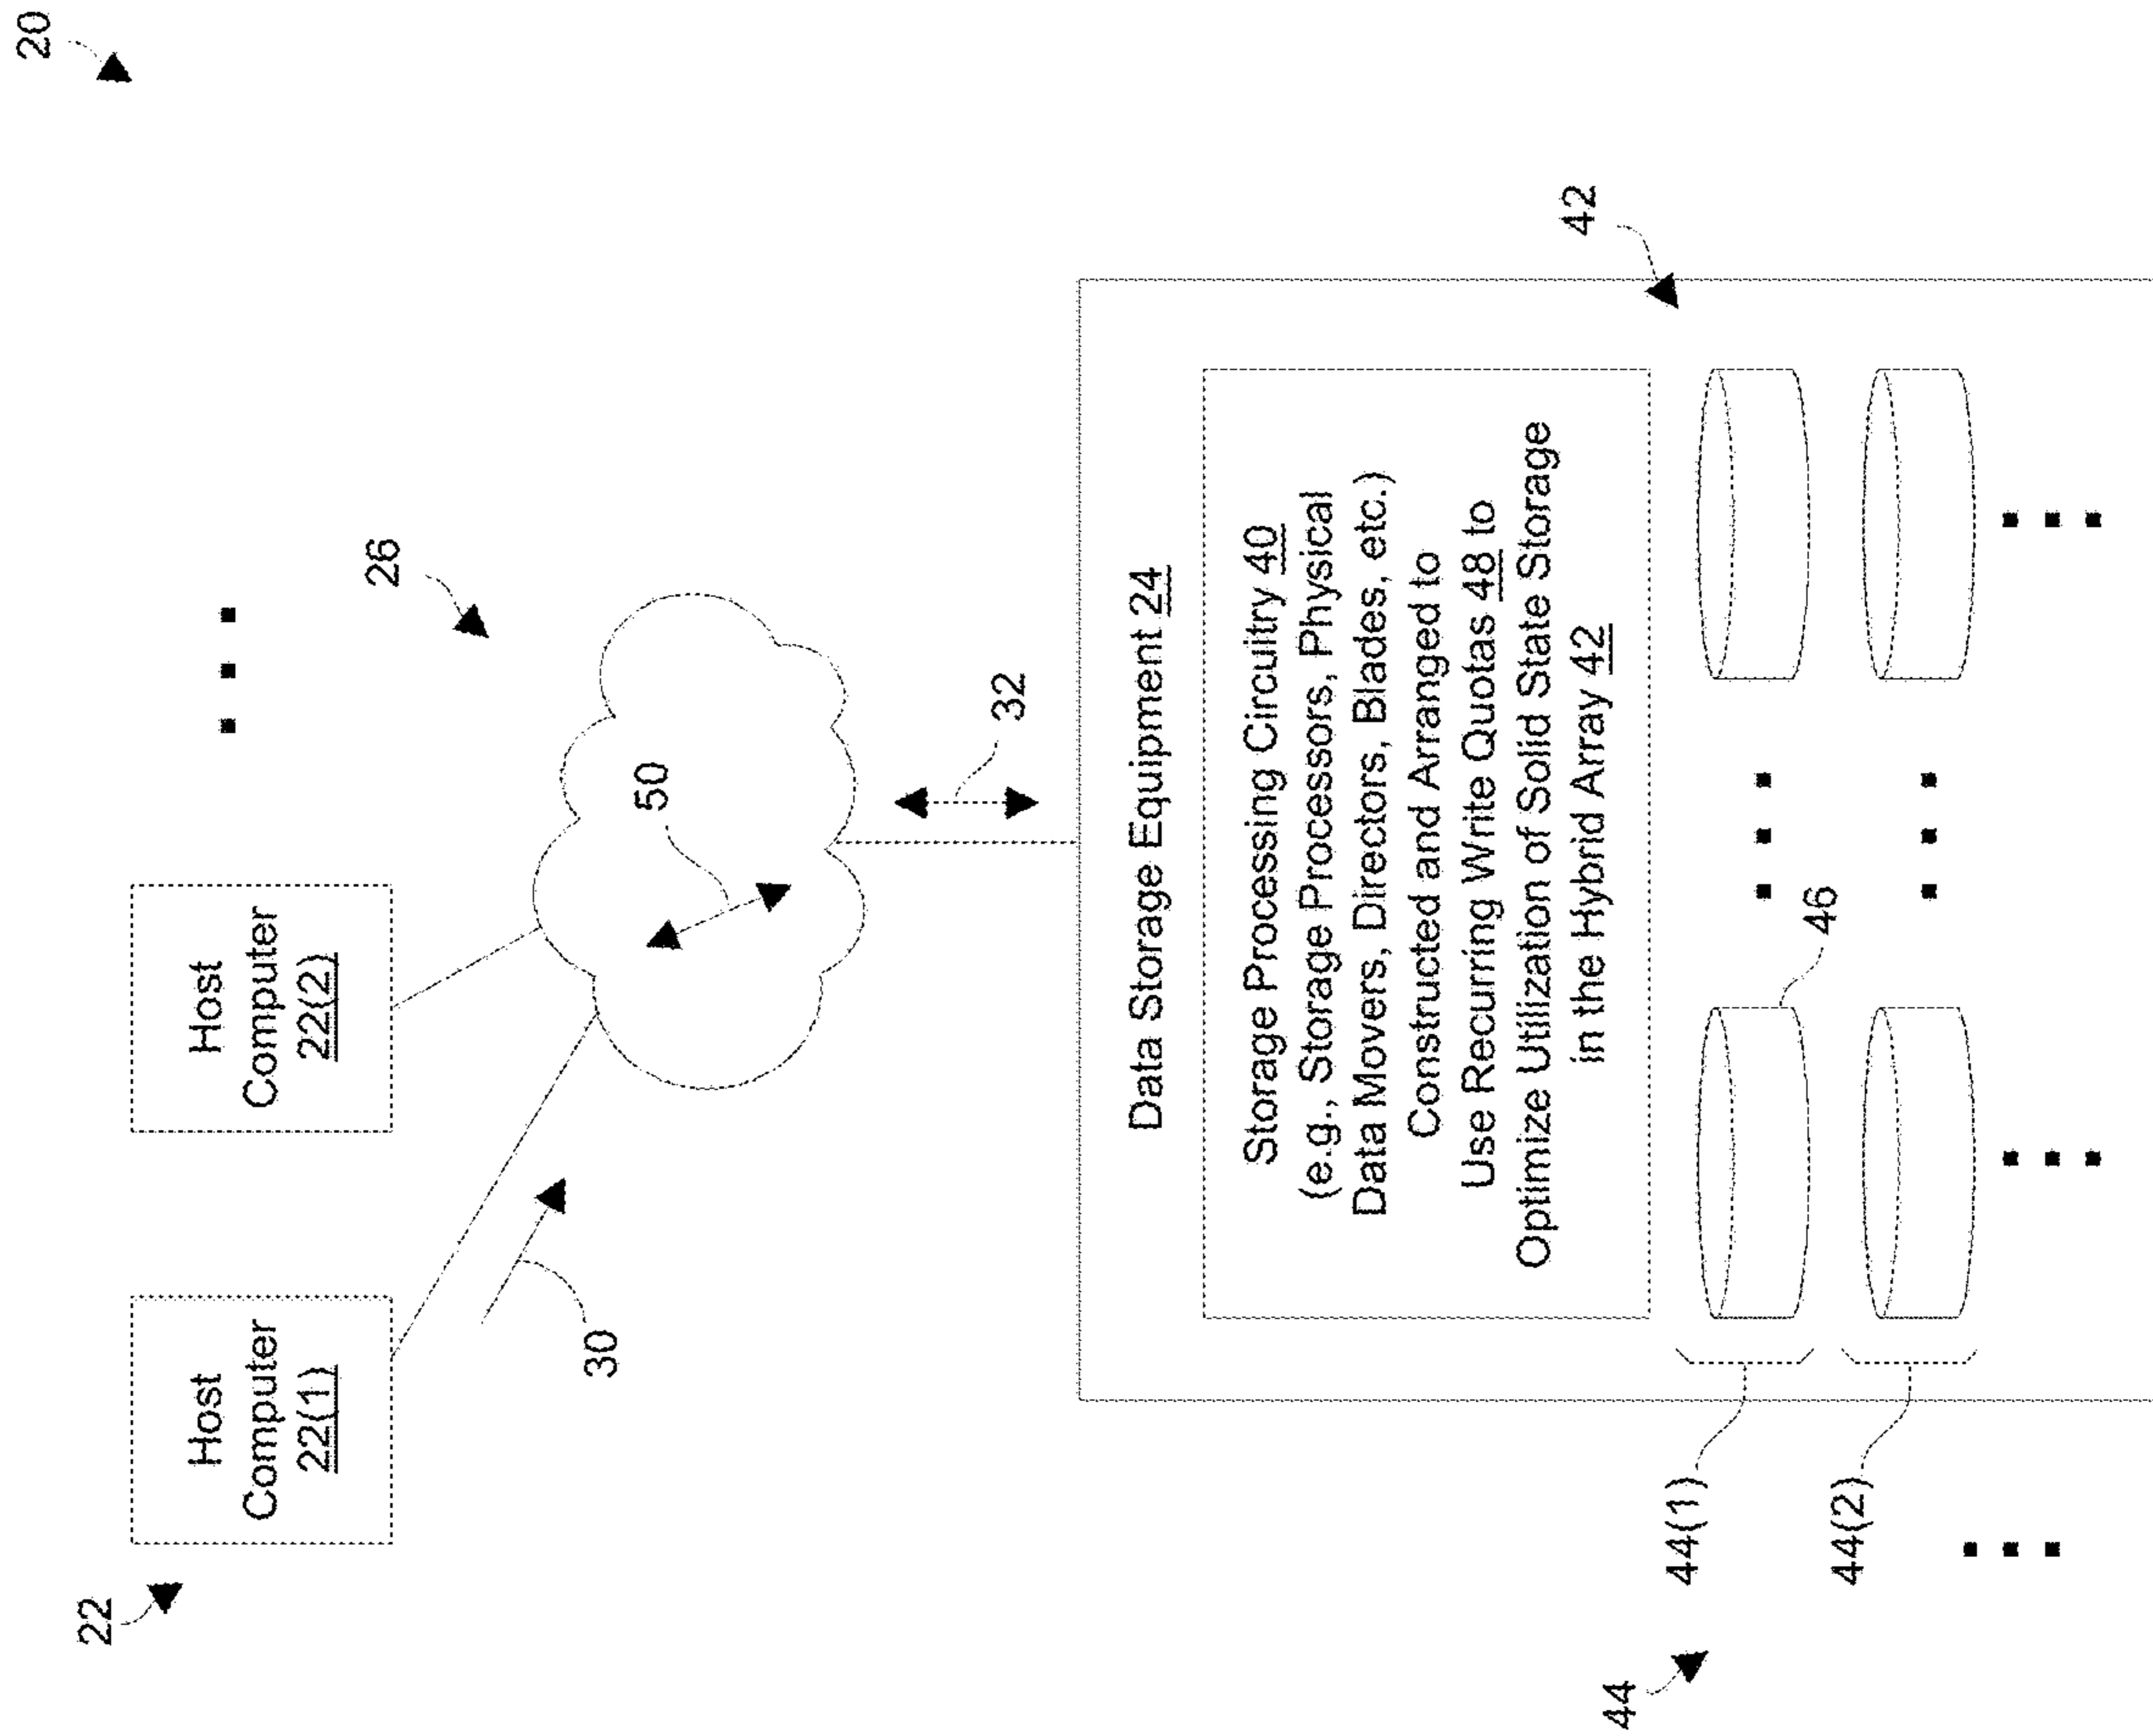 20
22
Host
Computer
22(1)
Host
Computer
22(2)
26
30
50
32
Data Storage Equipment 24
Storage Processing Circuitry 40
(e.g., Storage Processors, Physical
Data Movers, Directors, Blades, etc.)
Constructed and Arranged to
Use Recurring Write Quotas 48 to
Optimize Utilization of Solid State Storage
in the Hybrid Array 42
42
44
44(1)
46
44(2)